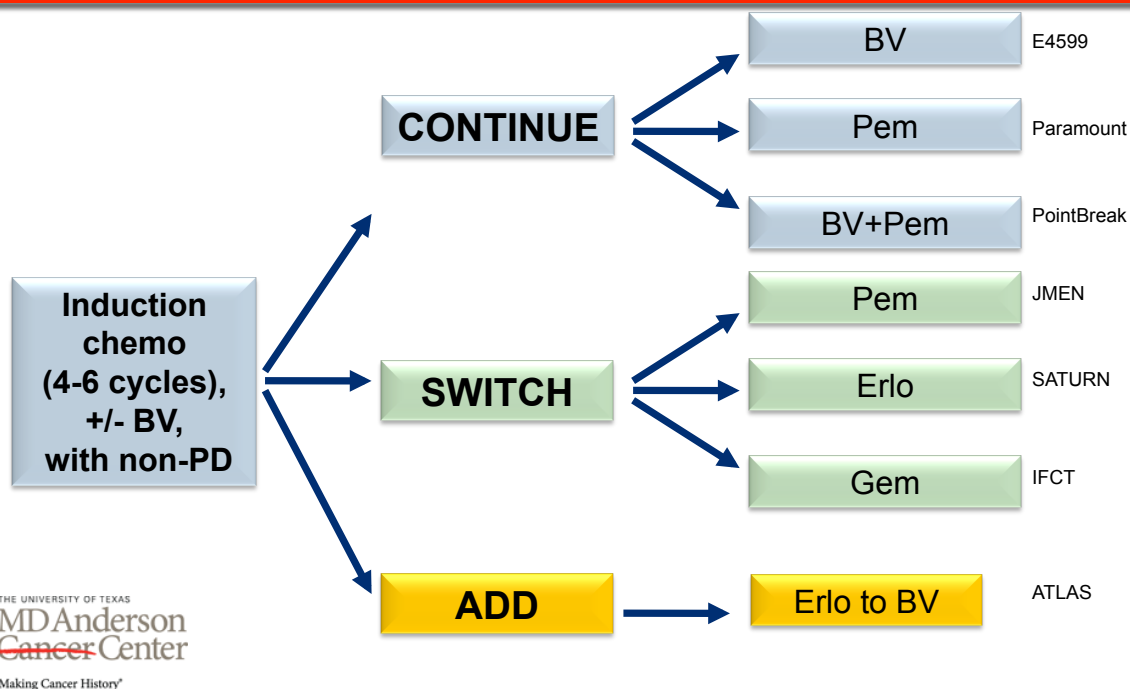 Induction
chemo
(4-6 cycles),
+/- BV,
with non-PD
CONTINUE
BV
E4599
Pem
Paramount
BV+Pem
PointBreak
SWITCH
Pem
JMEN
Erlo
SATURN
Gem
IFCT
ADD
Erlo to BV
ATLAS
THE UNIVERSITY OF TEXAS
MD Anderson
Cancer Center
Making Cancer History®